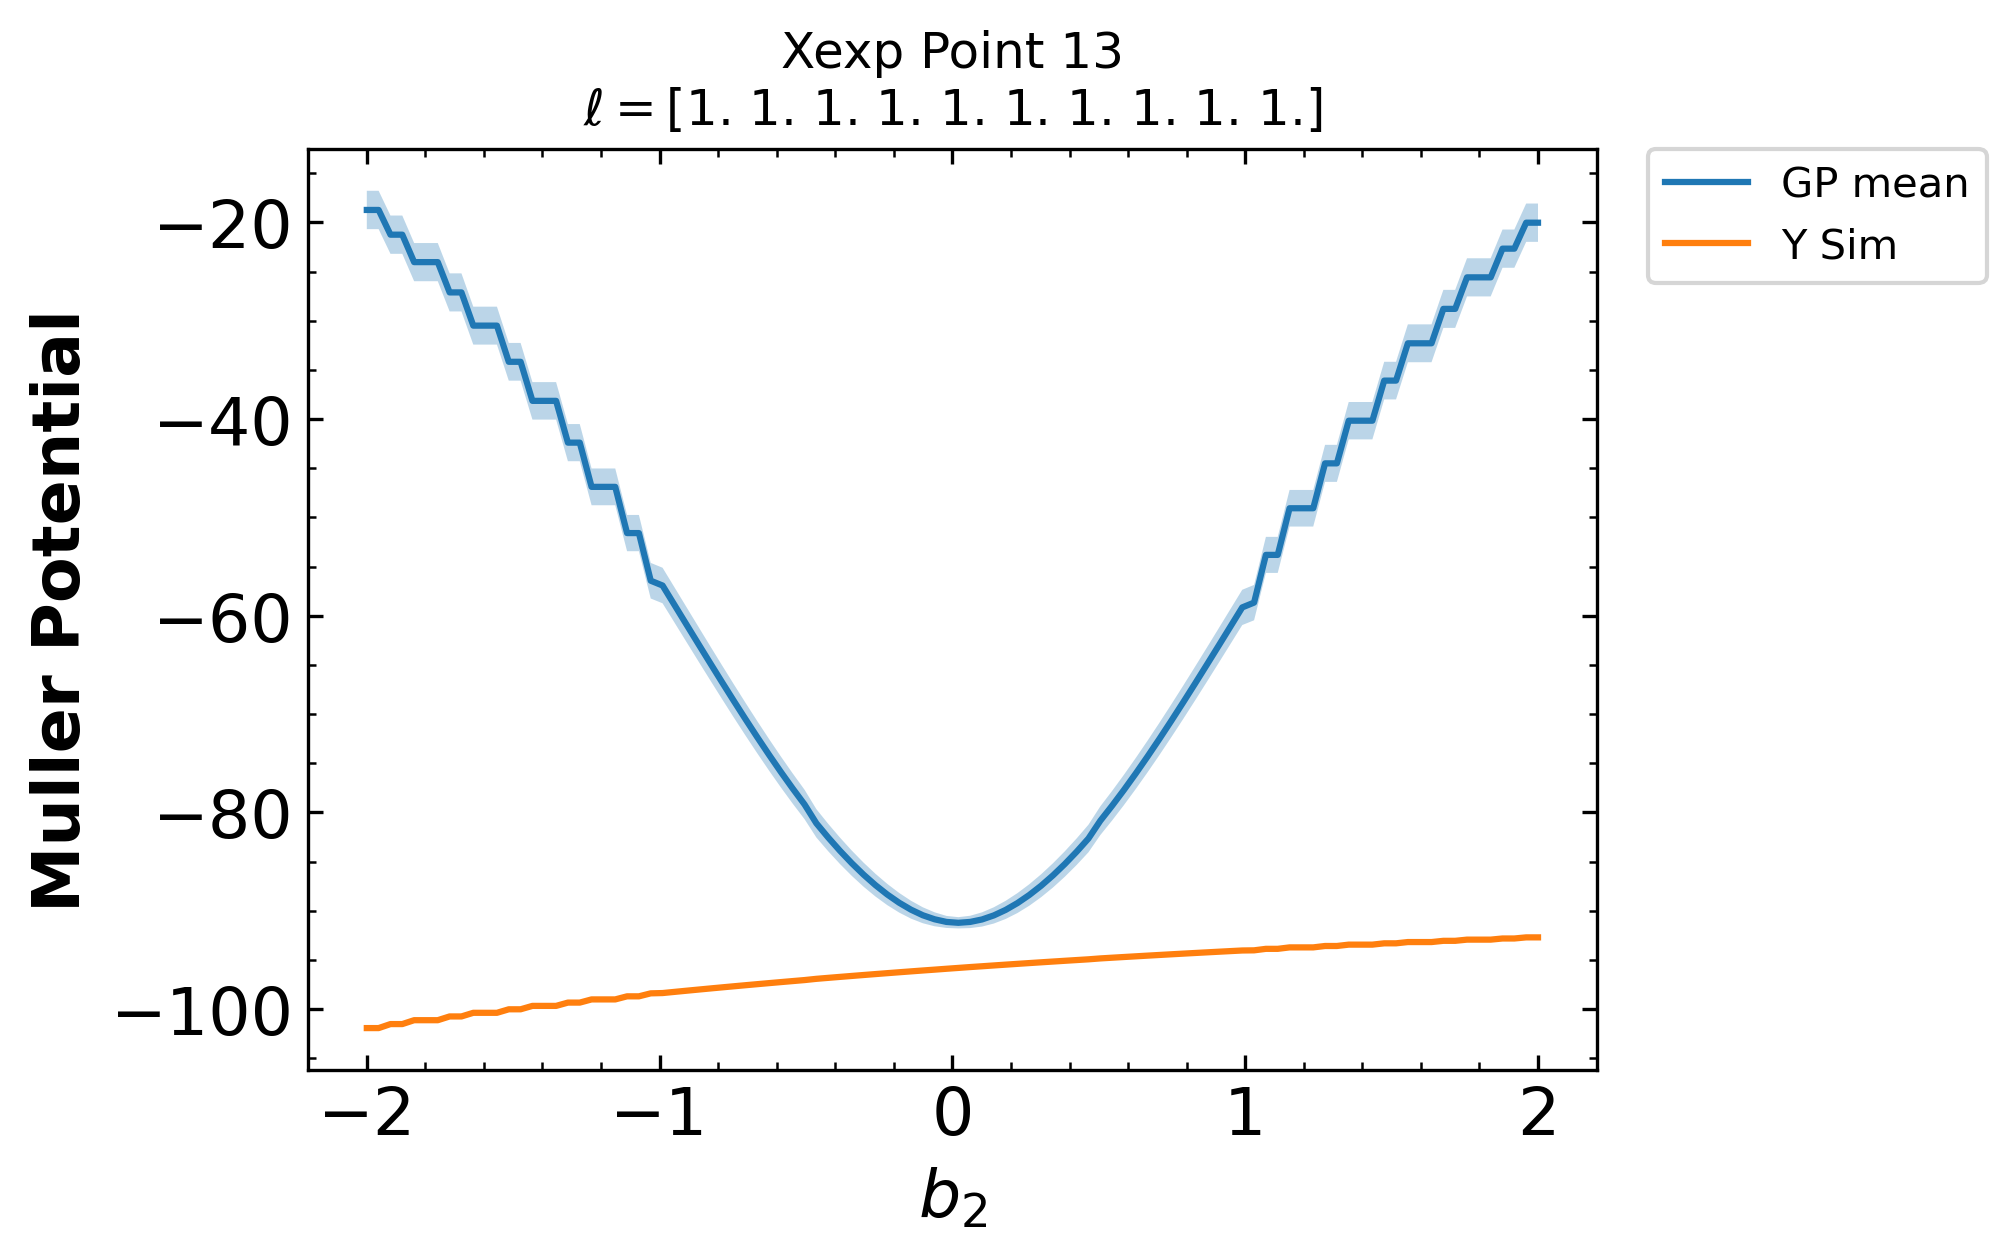 Xexp Point 13
ℓ = [1. 1. 1. 1. 1. 1. 1. 1. 1. 1.]
GP mean
Y Sim
Muller Potential
−20
−40
−60
−80
−100
−2
−1
0
1
2
b₂